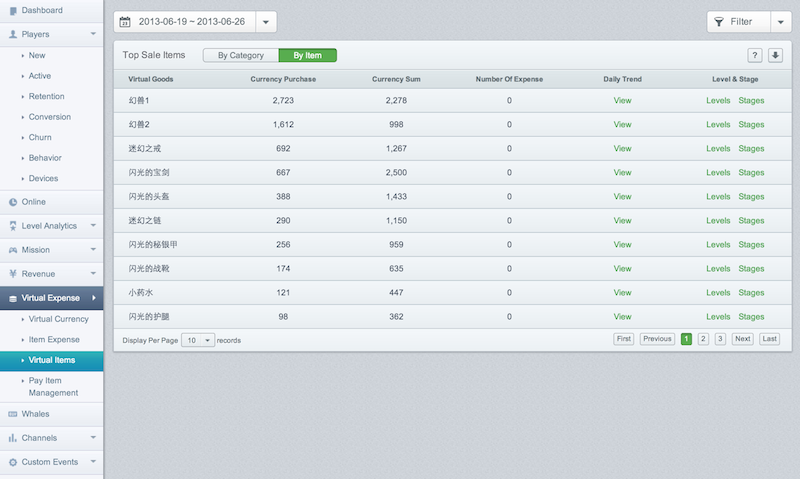 Dashboard
Players
New
Active
Retention
Conversion
Churn
Behavior
Devices
Online
Level Analytics
Mission
Revenue
Virtual Expense
Virtual Currency
Item Expense
Virtual Items
Pay Item
Management
Whales
Channels
Custom Events
23 2013-06-19 ~ 2013-06-26
Filter
Top Sale Items By Category By Item ?
Virtual Goods Currency Purchase Currency Sum Number Of Expense Daily Trend Level & Stage
幻兽1 2,723 2,278 0 View Levels Stages
幻兽2 1,612 998 0 View Levels Stages
迷幻之戒 692 1,267 0 View Levels Stages
闪光的宝剑 667 2,500 0 View Levels Stages
闪光的头盔 388 1,433 0 View Levels Stages
迷幻之链 290 1,150 0 View Levels Stages
闪光的秘银甲 256 959 0 View Levels Stages
闪光的战靴 174 635 0 View Levels Stages
小药水 121 447 0 View Levels Stages
闪光的护腿 98 362 0 View Levels Stages
Display Per Page 10 records First Previous 1 2 3 Next Last